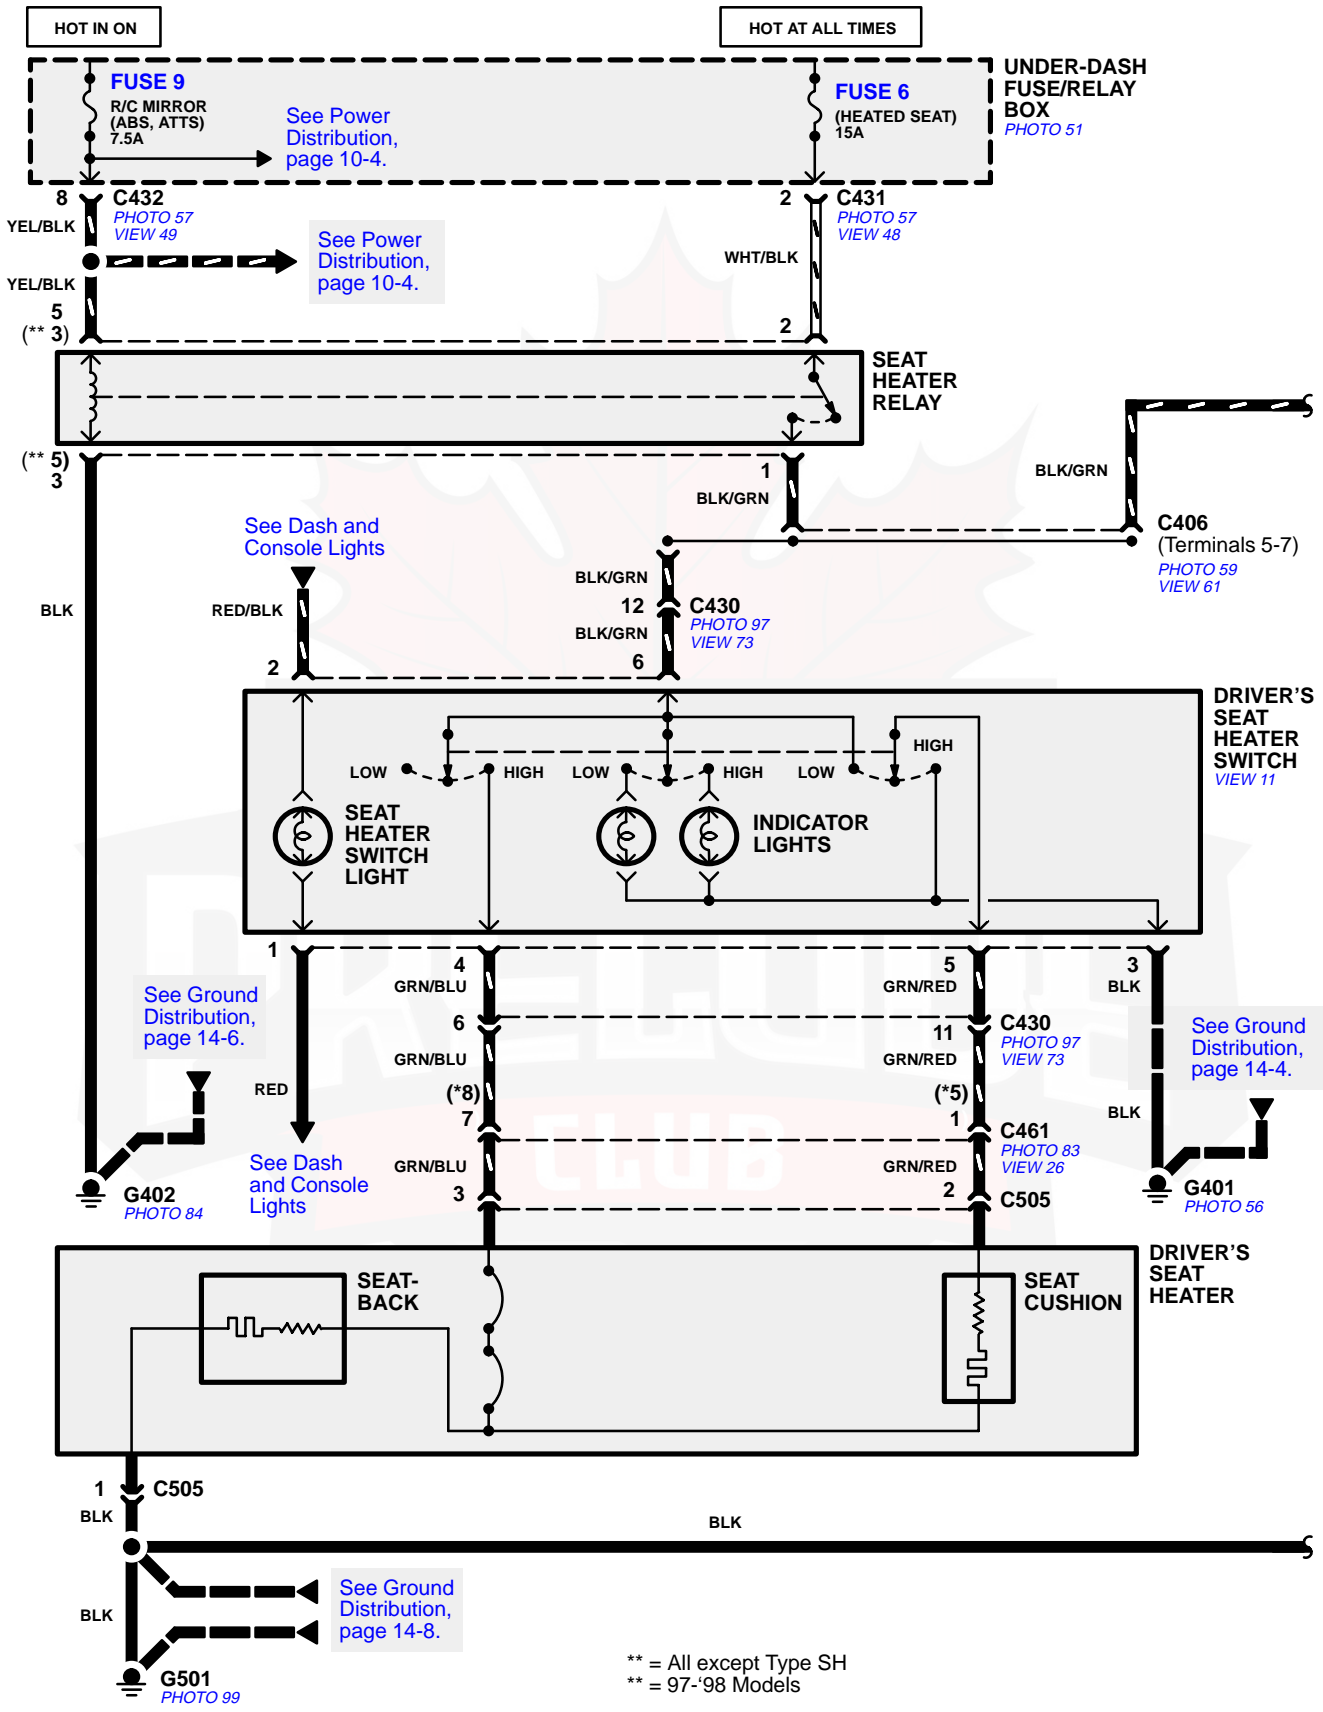 HOT IN ON
HOT AT ALL TIMES
FUSE 9
R/C MIRROR
(ABS, ATTS)
7.5A
See Power
Distribution,
page 10-4.
FUSE 6
(HEATED SEAT)
15A
UNDER-DASH
FUSE/RELAY
BOX
PHOTO 51
8
C432
PHOTO 57
VIEW 49
YEL/BLK
See Power
Distribution,
page 10-4.
YEL/BLK
5
(** 3)
2
C431
PHOTO 57
VIEW 48
WHT/BLK
2
SEAT
HEATER
RELAY
(** 5)
3
1
BLK/GRN
BLK/GRN
C406
(Terminals 5-7)
PHOTO 59
VIEW 61
See Dash and
Console Lights
BLK
RED/BLK
2
BLK/GRN
12
C430
PHOTO 97
VIEW 73
BLK/GRN
6
DRIVER'S
SEAT
HEATER
SWITCH
VIEW 11
LOW
HIGH
LOW
HIGH
LOW
HIGH
SEAT
HEATER
SWITCH
LIGHT
INDICATOR
LIGHTS
1
4
GRN/BLU
5
GRN/RED
3
BLK
See Ground
Distribution,
page 14-6.
6
GRN/BLU
11
GRN/RED
C430
PHOTO 97
VIEW 73
See Ground
Distribution,
page 14-4.
RED
(*8)
7
(*5)
1
C461
PHOTO 83
VIEW 26
BLK
See Dash
and Console
Lights
GRN/BLU
3
GRN/RED
2
C505
G402
PHOTO 84
G401
PHOTO 56
PRELUDE
CLUB
DRIVER'S
SEAT
HEATER
SEAT-
BACK
SEAT
CUSHION
1
C505
BLK
BLK
BLK
See Ground
Distribution,
page 14-8.
G501
PHOTO 99
** = All except Type SH
** = 97-‘98 Models